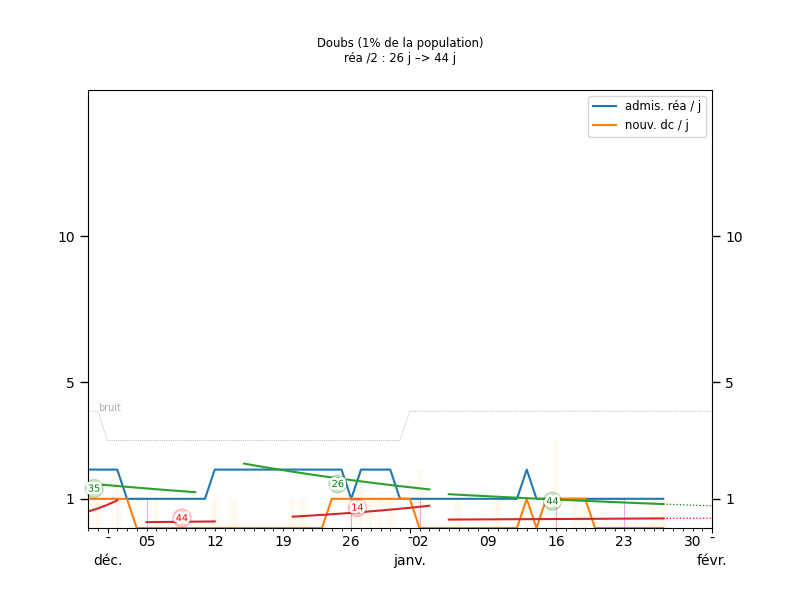 Doubs (1% de la population)
réa /2 : 26 j –> 44 j
admis. réa / j
nouv. dc / j
10 10
5 5
bruit
35 44 26 14 44
1 1
- 05 12 19 26 - 02 09 16 23 30 -
déc. janv. févr.